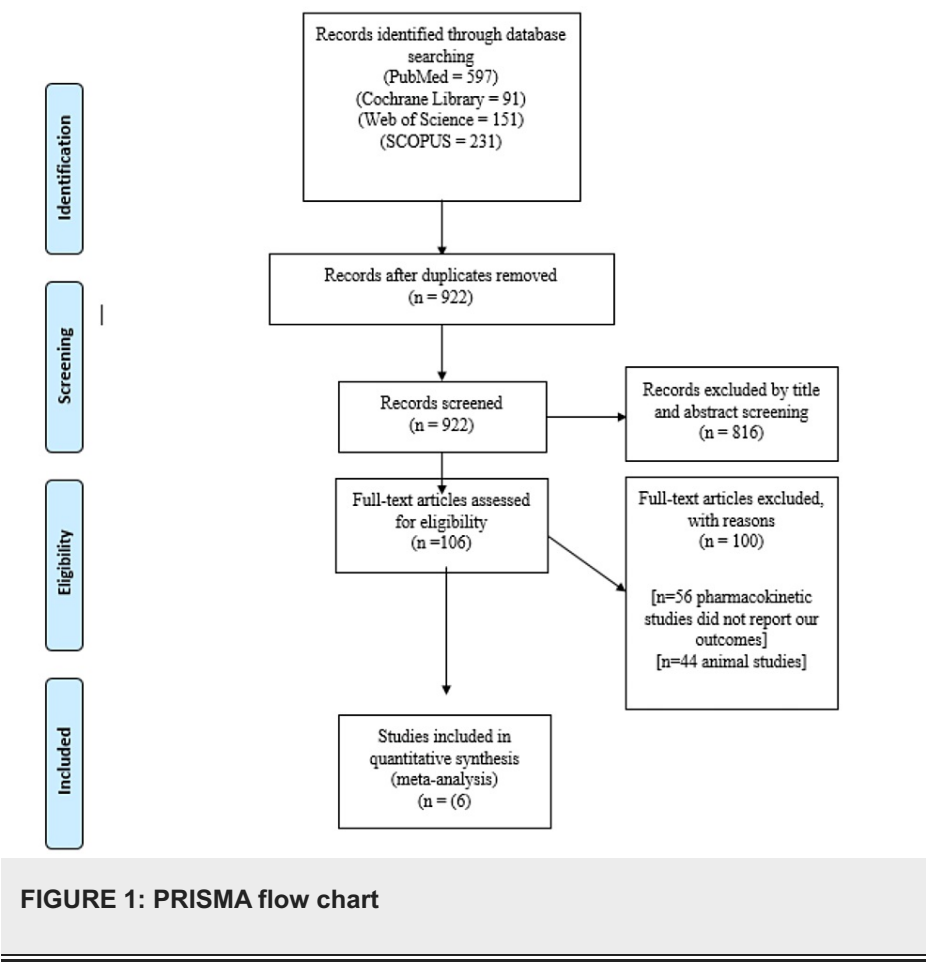 Records identified through database
searching
(PubMed = 597)
(Cochrane Library = 91)
(Web of Science = 151)
(SCOPUS = 231)
Identification
Records after duplicates removed
(n = 922)
Screening
Records screened
(n = 922)
Records excluded by title
and abstract screening
(n = 816)
Eligibility
Full-text articles assessed
for eligibility
(n =106)
Full-text articles excluded,
with reasons
(n = 100)
[n=56 pharmacokinetic
studies did not report our
outcomes]
[n=44 animal studies]
Included
Studies included in
quantitative synthesis
(meta-analysis)
(n = (6)
FIGURE 1: PRISMA flow chart